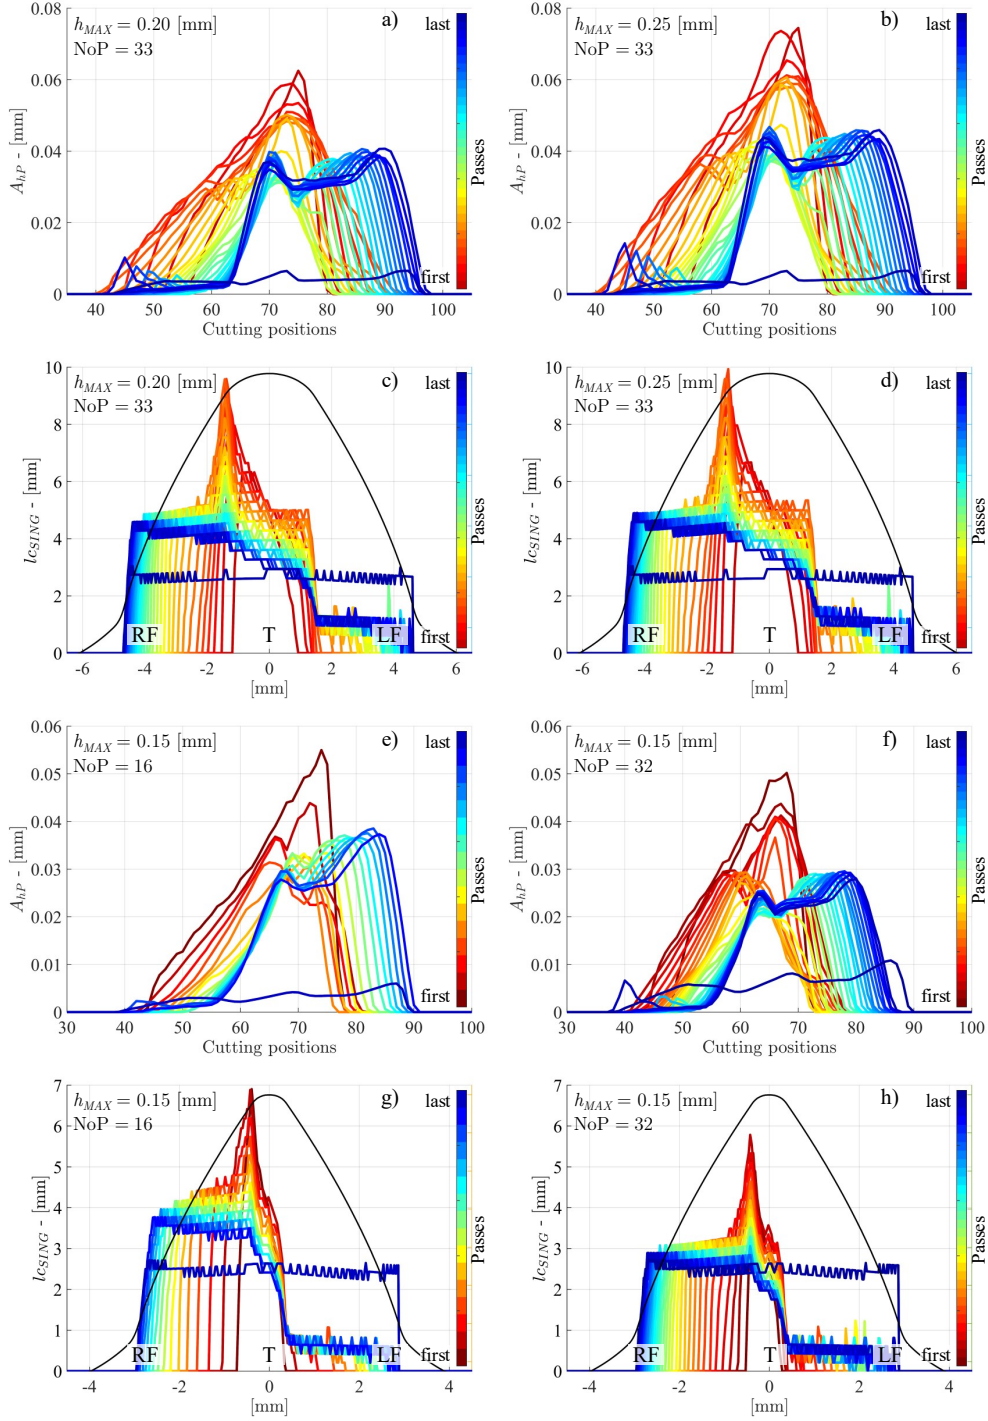 h_MAX = 0.20 [mm]
NoP = 33
a)
last
0.08
0.06
0.04
0.02
0
A_hP - [mm]
Passes
first
40 50 60 70 80 90 100
Cutting positions
h_MAX = 0.25 [mm]
NoP = 33
b)
last
0.08
0.06
0.04
0.02
0
A_hP - [mm]
Passes
first
40 50 60 70 80 90 100
Cutting positions
h_MAX = 0.20 [mm]
NoP = 33
c)
last
10
8
6
4
2
0
lc_SING - [mm]
Passes
RF T LF first
-6 -4 -2 0 2 4 6
[mm]
h_MAX = 0.25 [mm]
NoP = 33
d)
last
10
8
6
4
2
0
lc_SING - [mm]
Passes
RF T LF first
-6 -4 -2 0 2 4 6
[mm]
h_MAX = 0.15 [mm]
NoP = 16
e)
last
0.06
0.05
0.04
0.03
0.02
0.01
0
A_hP - [mm]
Passes
first
30 40 50 60 70 80 90 100
Cutting positions
h_MAX = 0.15 [mm]
NoP = 32
f)
last
0.06
0.05
0.04
0.03
0.02
0.01
0
A_hP - [mm]
Passes
first
30 40 50 60 70 80 90 100
Cutting positions
h_MAX = 0.15 [mm]
NoP = 16
g)
last
7
6
5
4
3
2
1
0
lc_SING - [mm]
Passes
RF T LF first
-4 -2 0 2 4
[mm]
h_MAX = 0.15 [mm]
NoP = 32
h)
last
7
6
5
4
3
2
1
0
lc_SING - [mm]
Passes
RF T LF first
-4 -2 0 2 4
[mm]